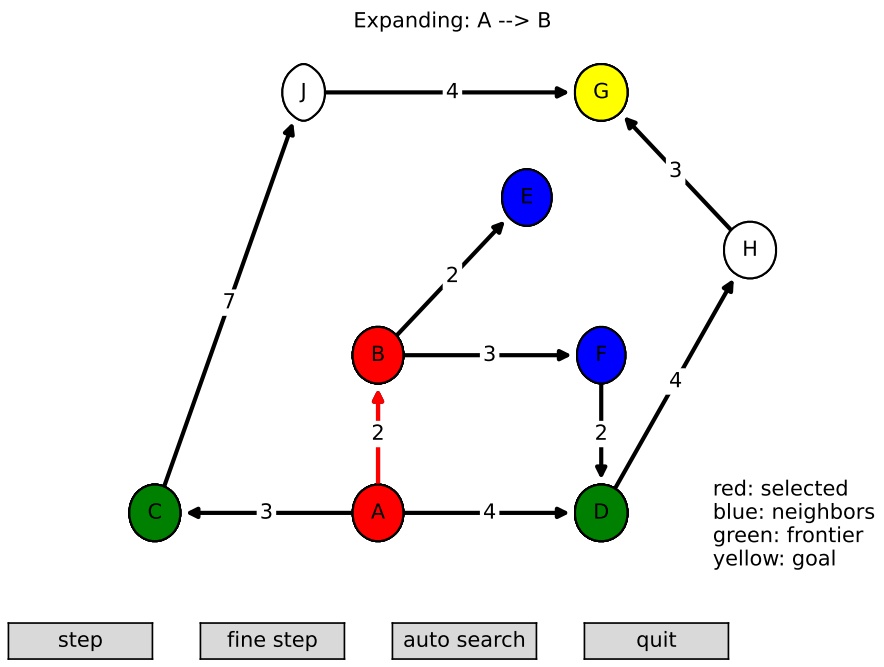 Expanding: A --> B
J
4
G
3
E
H
2
7
B
3
F
4
2
2
C
3
A
4
D
red: selected
blue: neighbors
green: frontier
yellow: goal
step
fine step
auto search
quit